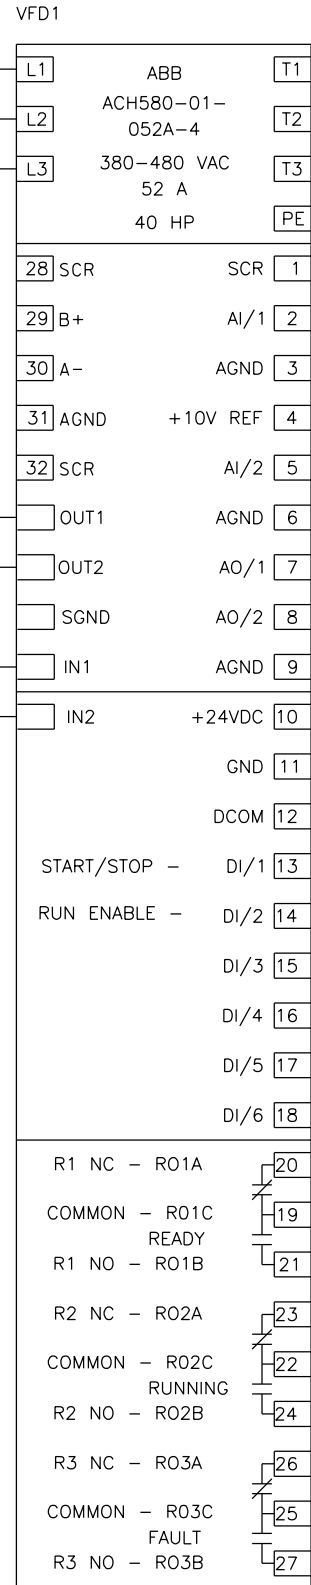 VFD1
L1 ABB T1
ACH580-01-
L2 T2
052A-4
L3 380-480 VAC T3
52 A
40 HP PE
28 SCR SCR 1
29 B+ AI/1 2
30 A- AGND 3
31 AGND +10V REF 4
32 SCR AI/2 5
OUT1 AGND 6
OUT2 AO/1 7
SGND AO/2 8
IN1 AGND 9
IN2 +24VDC 10
GND 11
DCOM 12
START/STOP - DI/1 13
RUN ENABLE - DI/2 14
DI/3 15
DI/4 16
DI/5 17
DI/6 18
R1 NC - RO1A 20
COMMON - RO1C 19
READY
R1 NO - RO1B 21
R2 NC - RO2A 23
COMMON - RO2C 22
RUNNING
R2 NO - RO2B 24
R3 NC - RO3A 26
COMMON - RO3C 25
FAULT
R3 NO - RO3B 27